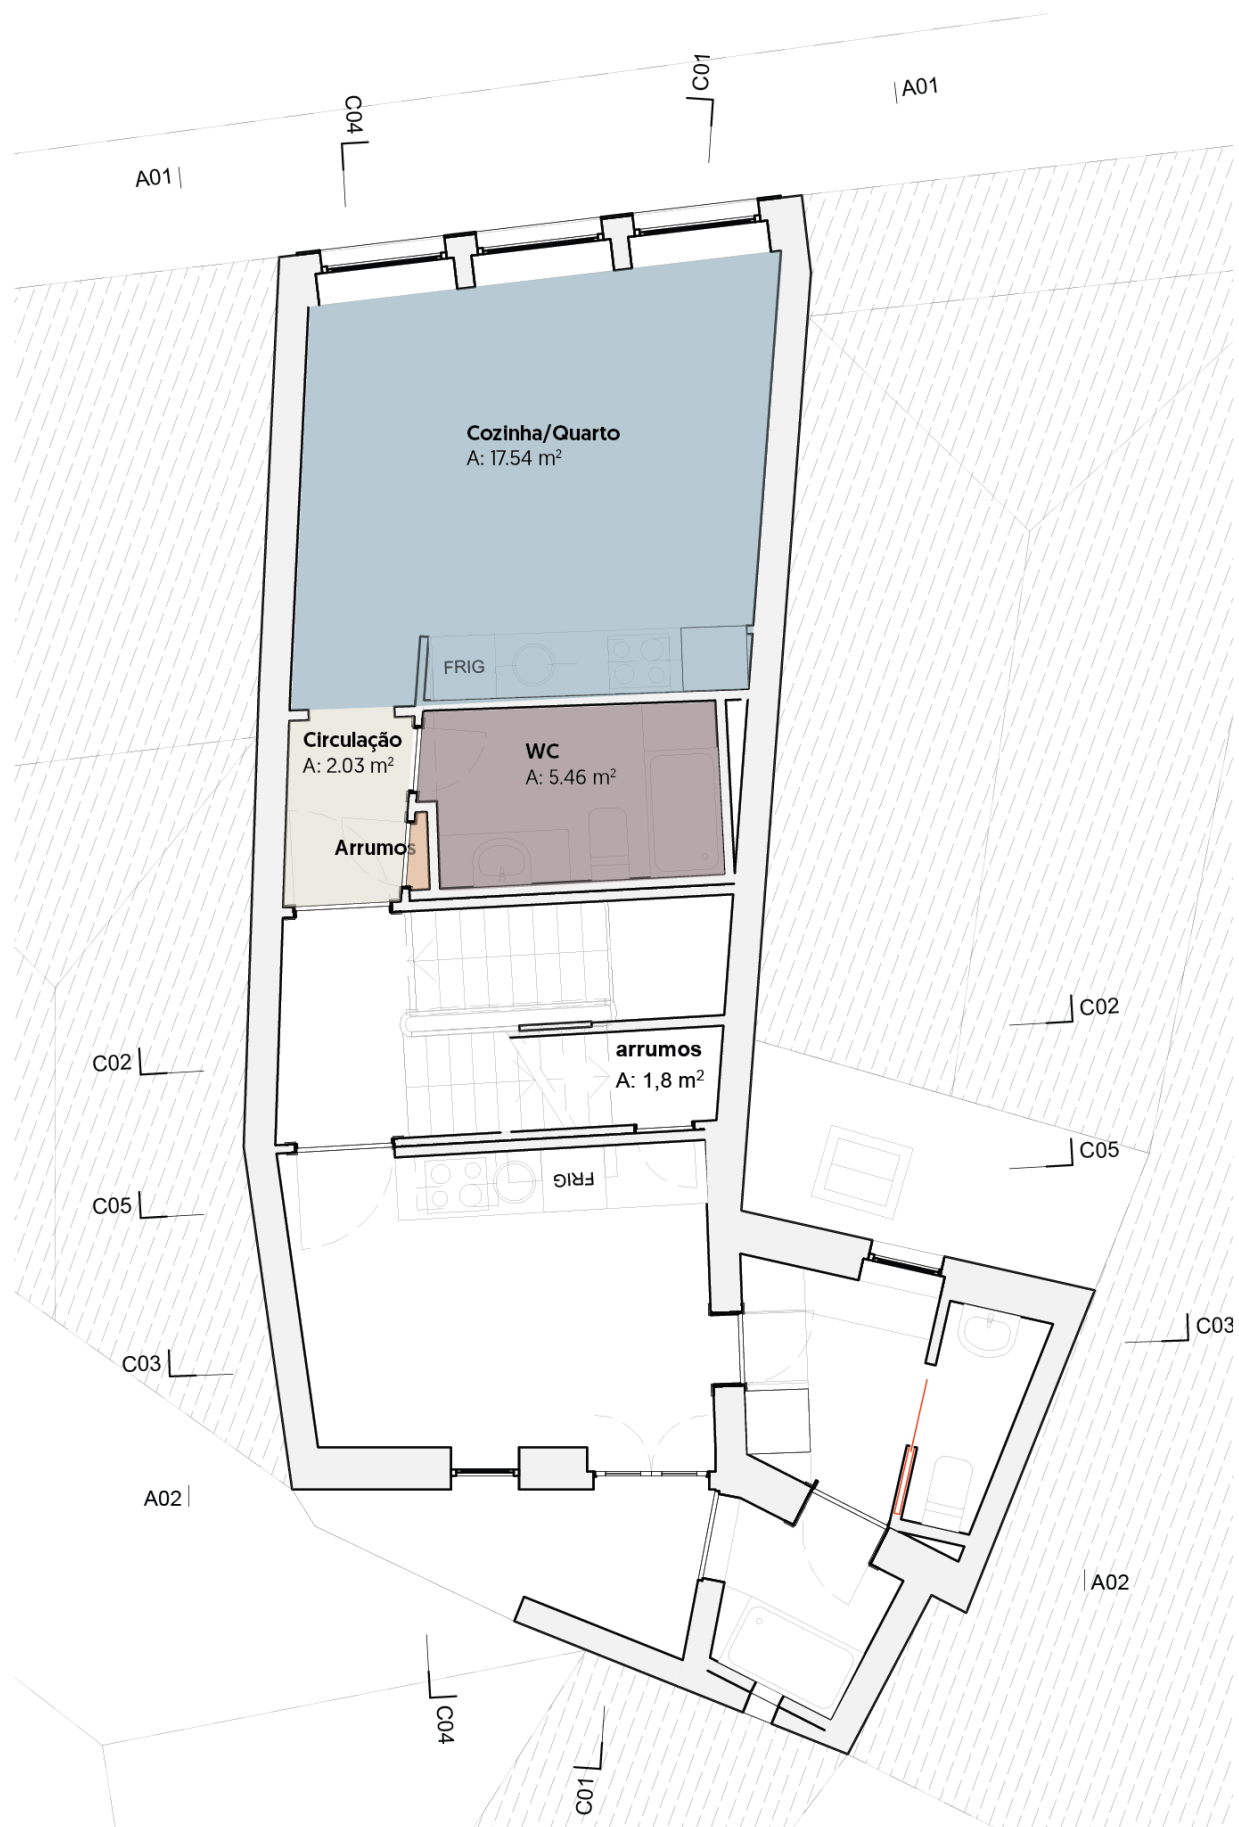 C01
A01
C04
A01
Cozinha/Quarto
A: 17.54 m²
FRIG
Circulação
A: 2.03 m²
WC
A: 5.46 m²
Arrumos
C02
arrumos
A: 1,8 m²
C02
C05
FRIG
C05
C03
C03
A02
A02
C04
C01